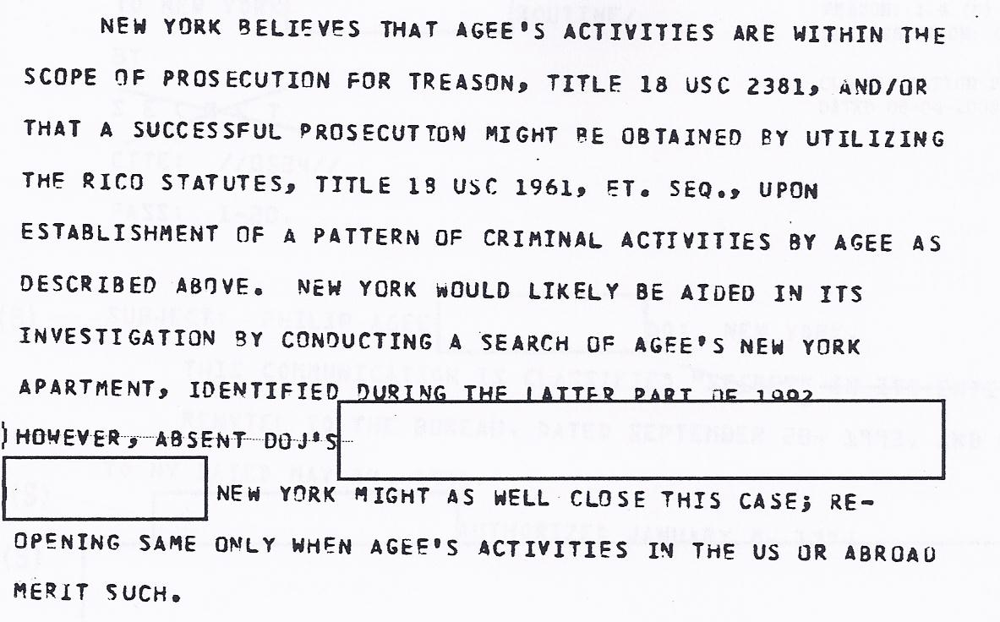 NEW YORK BELIEVES THAT AGEE'S ACTIVITIES ARE WITHIN THE
SCOPE OF PROSECUTION FOR TREASON, TITLE 18 USC 2381, AND/OR
THAT A SUCCESSFUL PROSECUTION MIGHT BE OBTAINED BY UTILIZING
THE RICO STATUTES, TITLE 18 USC 1961, ET. SEQ., UPON
ESTABLISHMENT OF A PATTERN OF CRIMINAL ACTIVITIES BY AGEE AS
DESCRIBED ABOVE. NEW YORK WOULD LIKELY BE AIDED IN ITS
INVESTIGATION BY CONDUCTING A SEARCH OF AGEE'S NEW YORK
APARTMENT, IDENTIFIED DURING THE LATTER PART OF 1992
HOWEVER, ABSENT DOJ'S
NEW YORK MIGHT AS WELL CLOSE THIS CASE; RE-
OPENING SAME ONLY WHEN AGEE'S ACTIVITIES IN THE US OR ABROAD
MERIT SUCH.